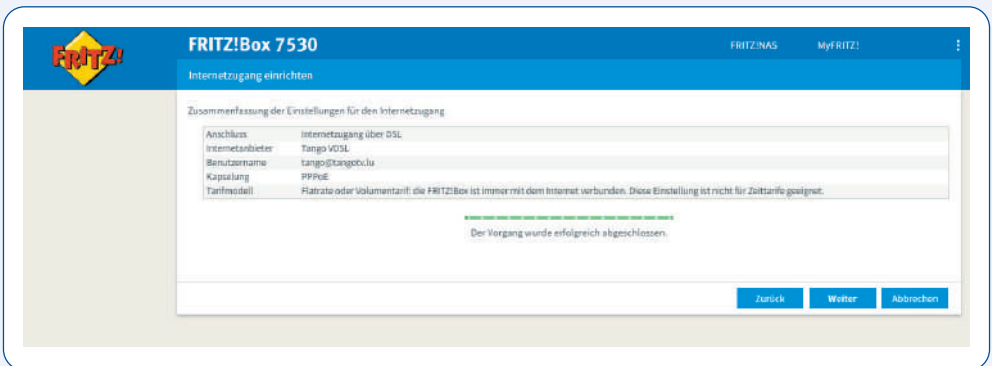 FRITZ!
FRITZ!Box 7530
FRITZ!NAS MyFRITZ!
Internetzugang einrichten
Zusammenfassung der Einstellungen für den Internetzugang
Anschluss Internetzugang über DSL
Internetanbieter Tango VDSL
Benutzername tango@tangotv.lu
Kapselung PPPoE
Tarifmodell Flatrate oder Volumentarif: die FRITZ!Box ist immer mit dem Internet verbunden. Diese Einstellung ist nicht für Zeittarife geeignet.
Der Vorgang wurde erfolgreich abgeschlossen.
Zurück Weiter Abbrechen